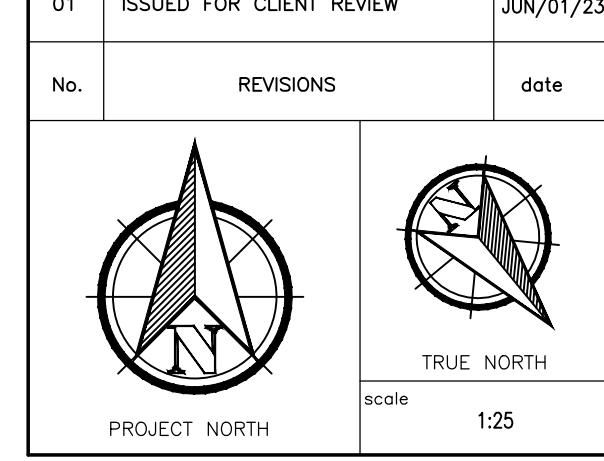 01 ISSUED FOR CLIENT REVIEW JUN/01/23
No. REVISIONS date
N
N
TRUE NORTH
scale
1:25
PROJECT NORTH